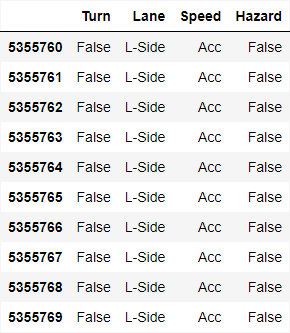 Turn Lane Speed Hazard
5355760 False L-Side Acc False
5355761 False L-Side Acc False
5355762 False L-Side Acc False
5355763 False L-Side Acc False
5355764 False L-Side Acc False
5355765 False L-Side Acc False
5355766 False L-Side Acc False
5355767 False L-Side Acc False
5355768 False L-Side Acc False
5355769 False L-Side Acc False